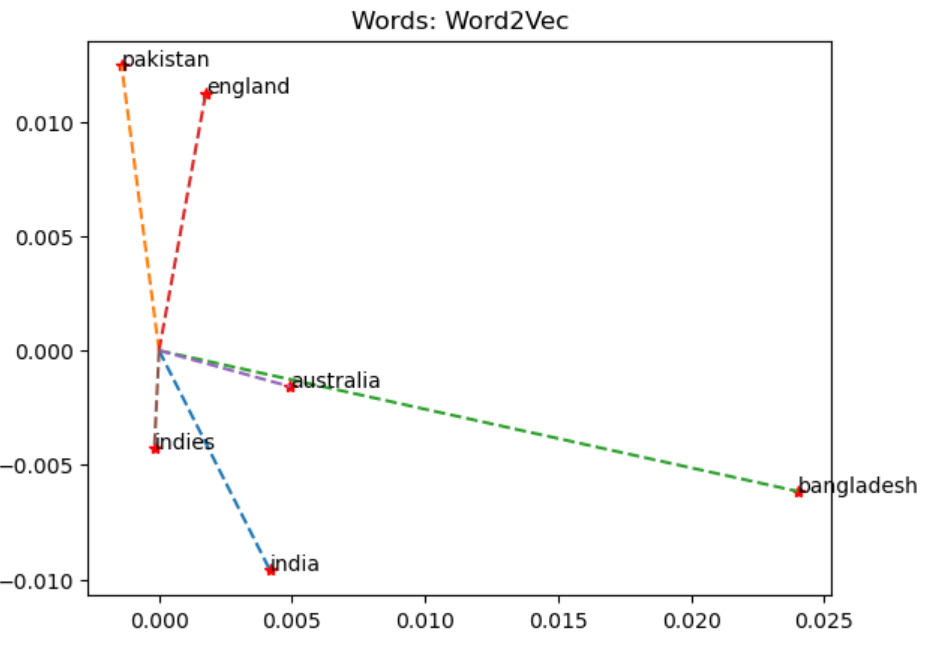 Words: Word2Vec
pakistan
england
0.010
0.005
0.000
australia
indies
−0.005
bangladesh
india
−0.010
0.000 0.005 0.010 0.015 0.020 0.025